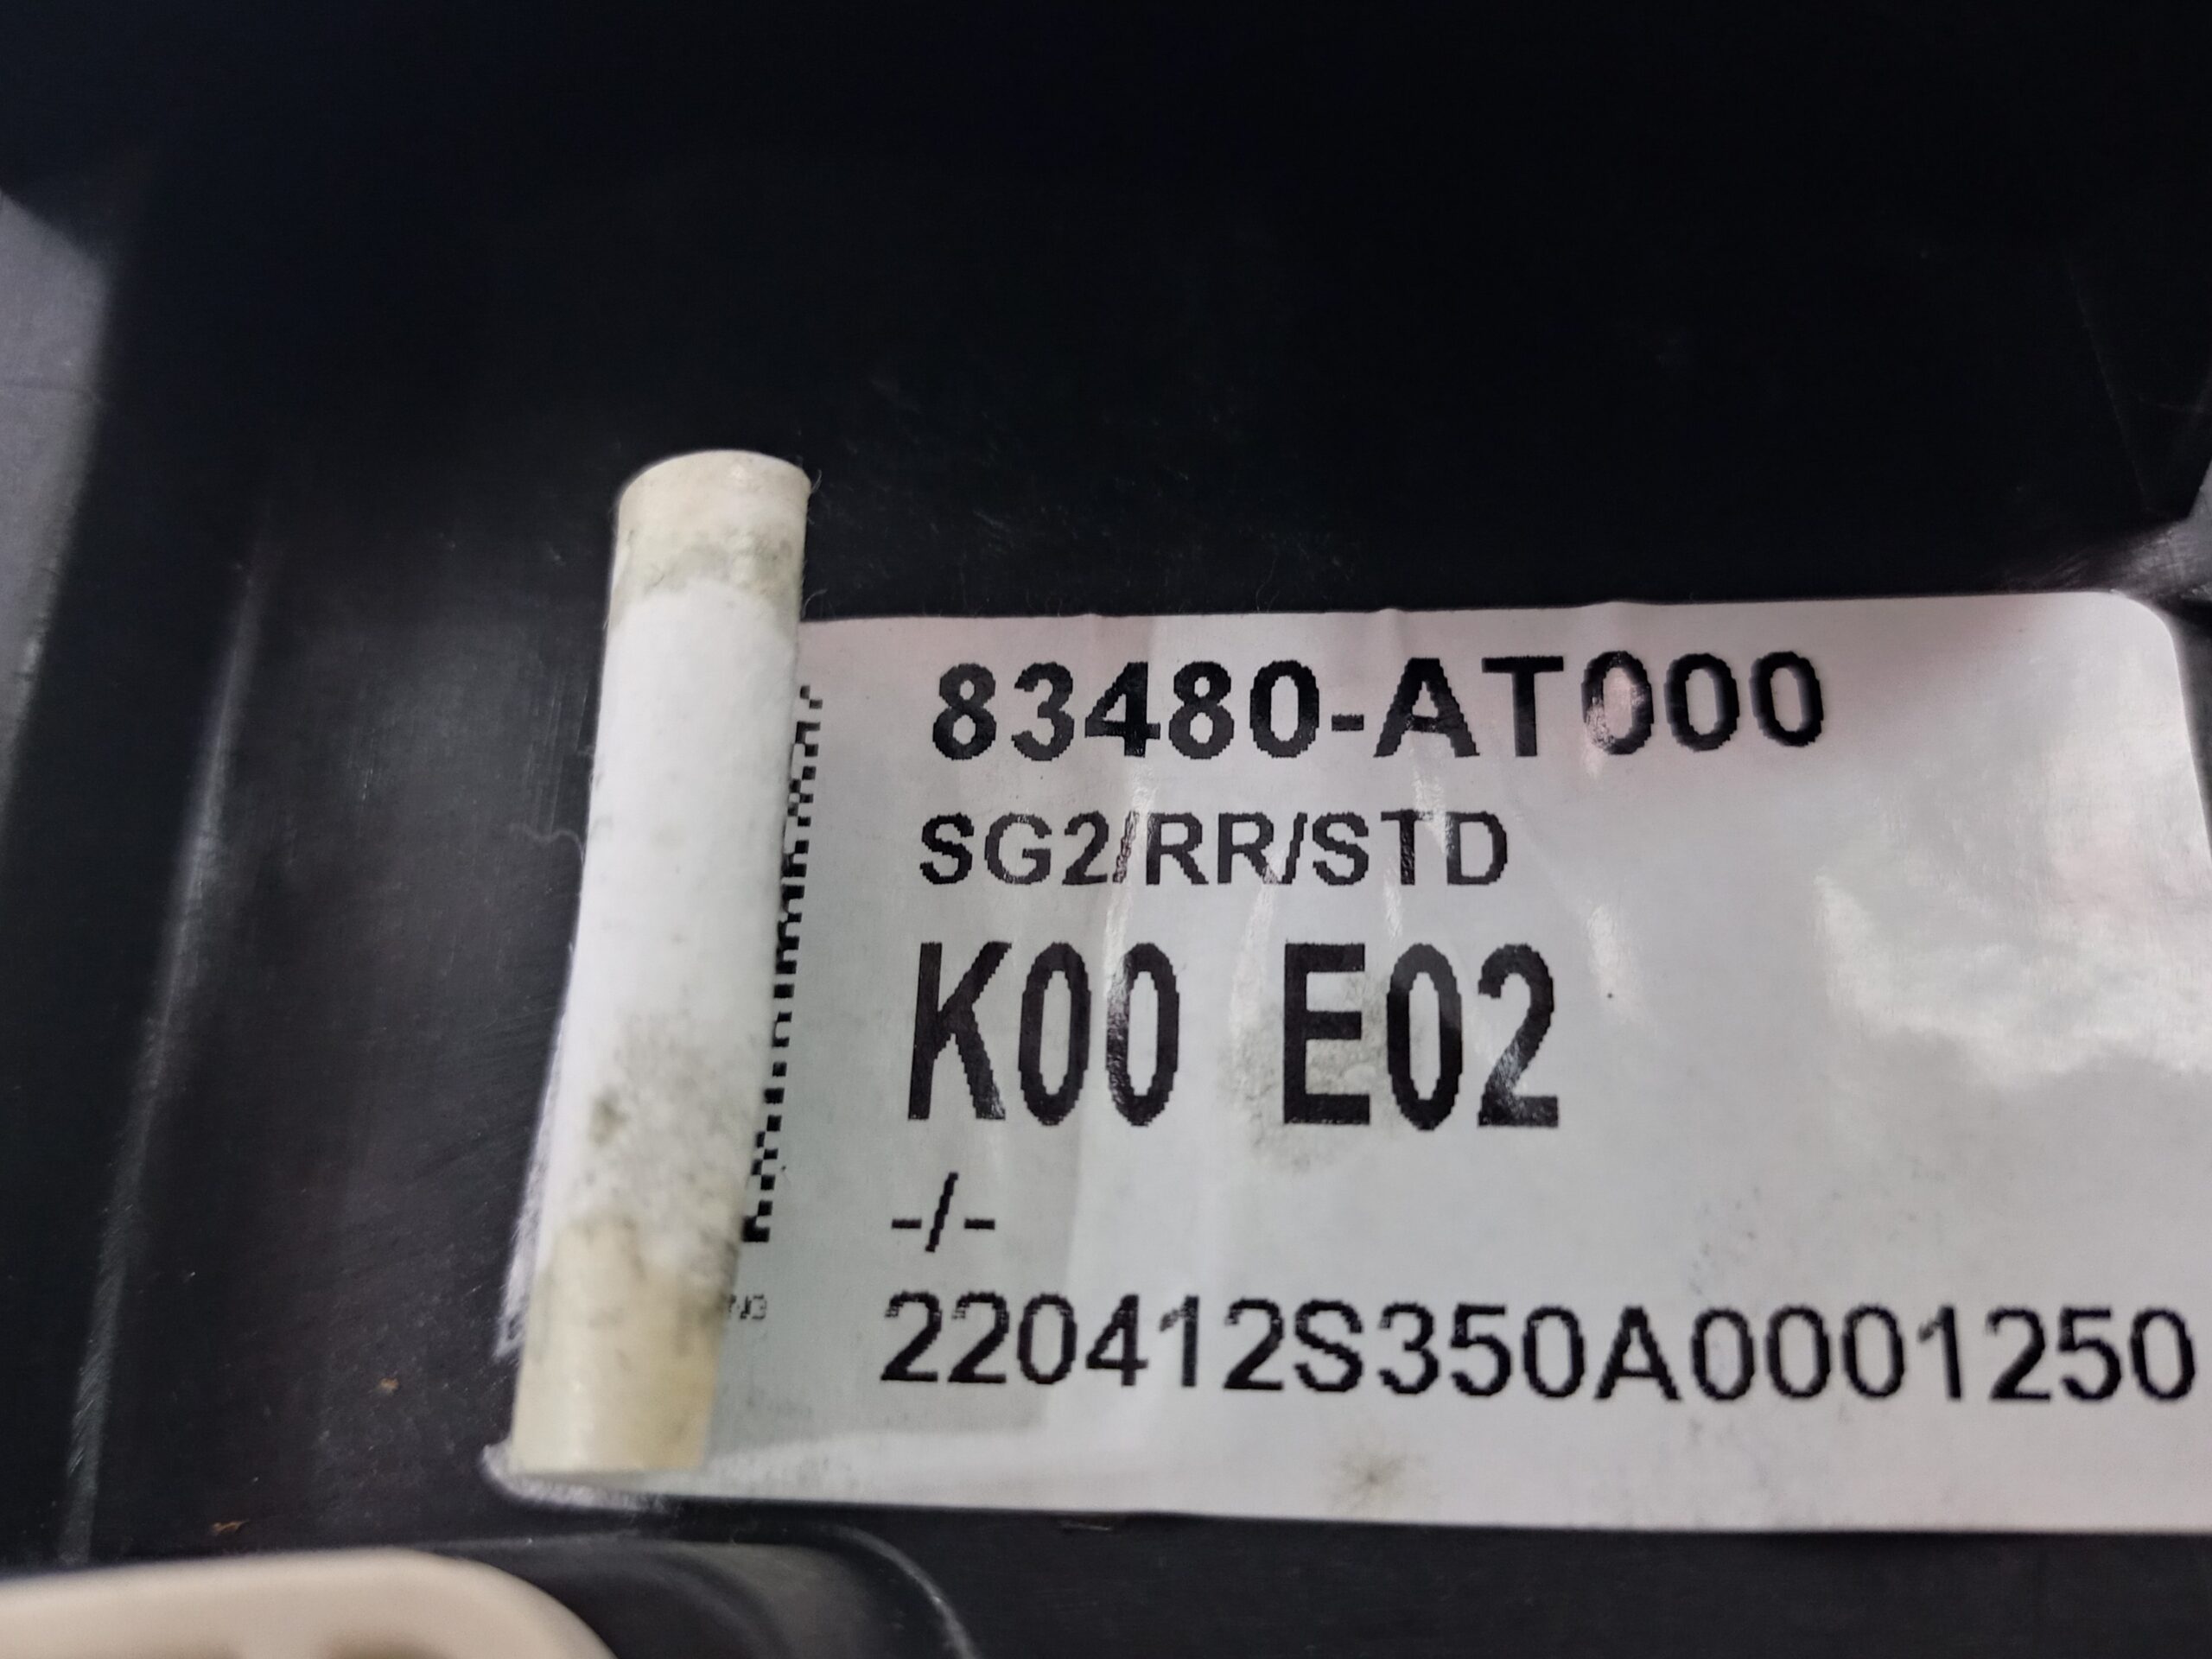 83480-AT000
SG2/RR/STD
K00 E02
-/-
220412S350A0001250